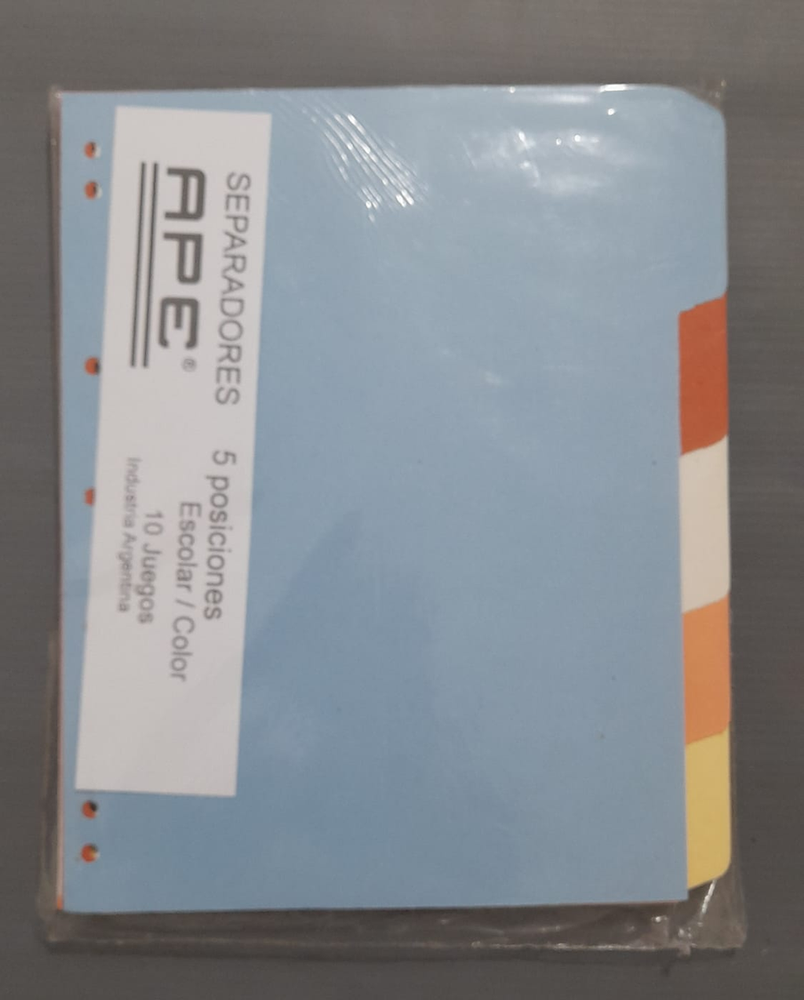 SEPARADORES
APE®
5 posiciones
Escolar / Color
10 Juegos
Industria Argentina